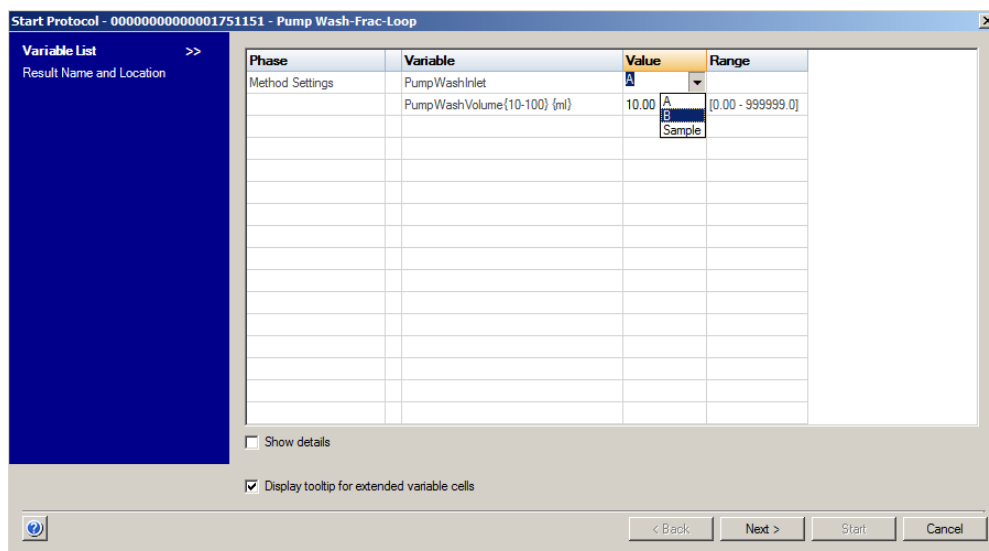 Start Protocol - 00000000000001751151 - Pump Wash-Frac-Loop
Variable List >>
Result Name and Location
Phase Variable Value Range
Method Settings PumpWashInlet A
PumpWashVolume{10-100} {ml} 10.00 [0.00 - 999999.0]
A
B
Sample
Show details
Display tooltip for extended variable cells
< Back Next > Start Cancel